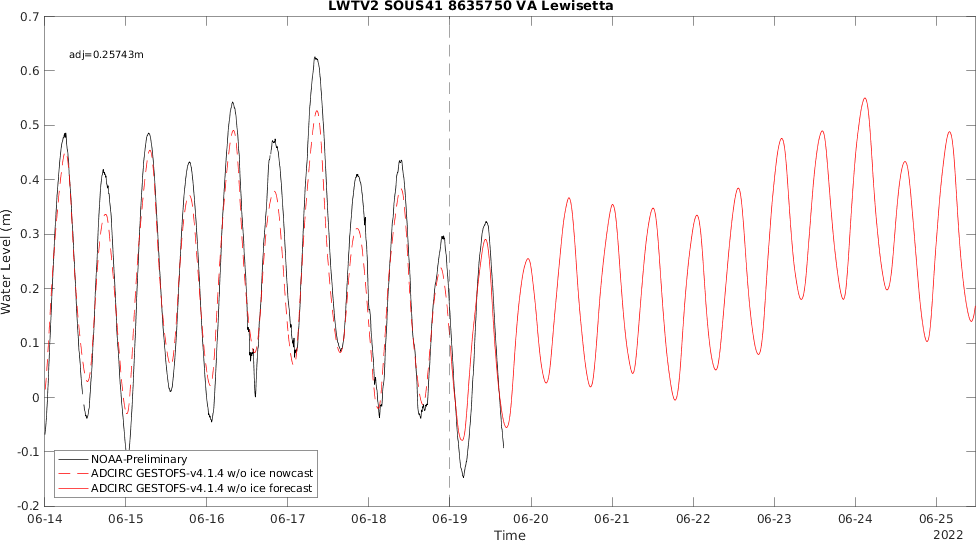 LWTV2 SOUS41 8635750 VA Lewisetta
adj=0.25743m
Water Level (m)
0.7
0.6
0.5
0.4
0.3
0.2
0.1
0
-0.1
-0.2
NOAA-Preliminary
ADCIRC GESTOFS-v4.1.4 w/o ice nowcast
ADCIRC GESTOFS-v4.1.4 w/o ice forecast
06-14 06-15 06-16 06-17 06-18 06-19 06-20 06-21 06-22 06-23 06-24 06-25
Time
2022